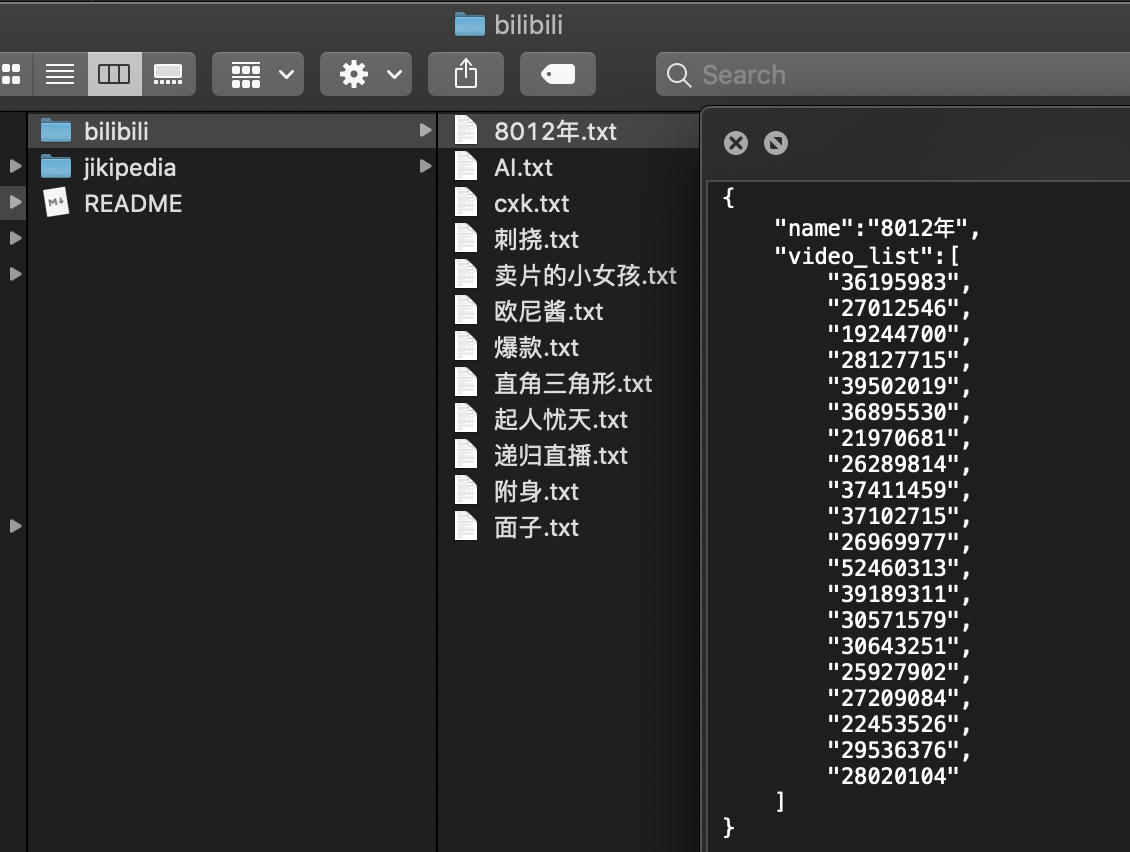 bilibili
Search
bilibili
jikipedia
README
8012年.txt
AI.txt
cxk.txt
刺挠.txt
卖片的小女孩.txt
欧尼酱.txt
爆款.txt
直角三角形.txt
起人忧天.txt
递归直播.txt
附身.txt
面子.txt
{
"name":"8012年",
"video_list":[
"36195983",
"27012546",
"19244700",
"28127715",
"39502019",
"36895530",
"21970681",
"26289814",
"37411459",
"37102715",
"26969977",
"52460313",
"39189311",
"30571579",
"30643251",
"25927902",
"27209084",
"22453526",
"29536376",
"28020104"
]
}